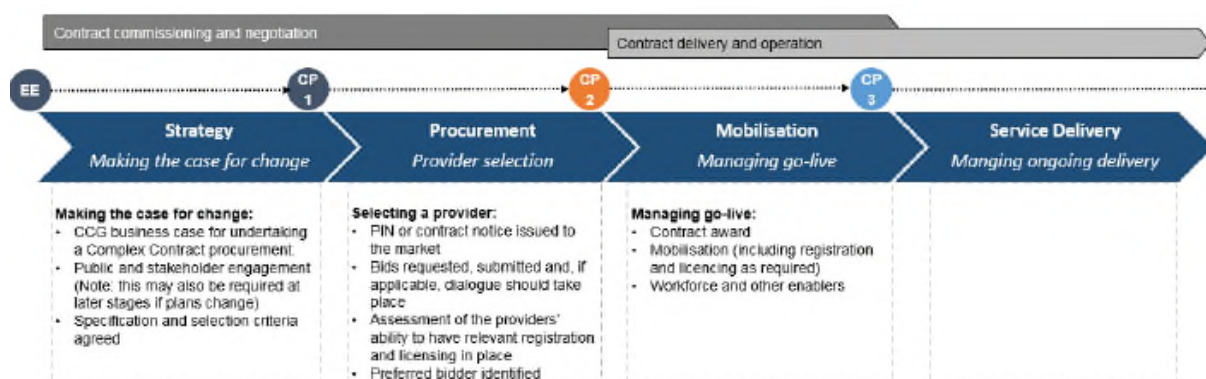 Contract commissioning and negotiation
Contract delivery and operation
EE
CP
1
CP
2
CP
3
Strategy
Making the case for change
Procurement
Provider selection
Mobilisation
Managing go-live
Service Delivery
Manging ongoing delivery
Making the case for change:
• CCG business case for undertaking
a Complex Contract procurement.
• Public and stakeholder engagement
(Note: this may also be required at
later stages if plans change)
• Specification and selection criteria
agreed
Selecting a provider:
• PIN or contract notice issued to
the market
• Bids requested, submitted and, if
applicable, dialogue should take
place
• Assessment of the providers'
ability to have relevant registration
and licensing in place
• Preferred bidder identified
Managing go-live:
• Contract award
• Mobilisation (including registration
and licencing as required)
• Workforce and other enablers